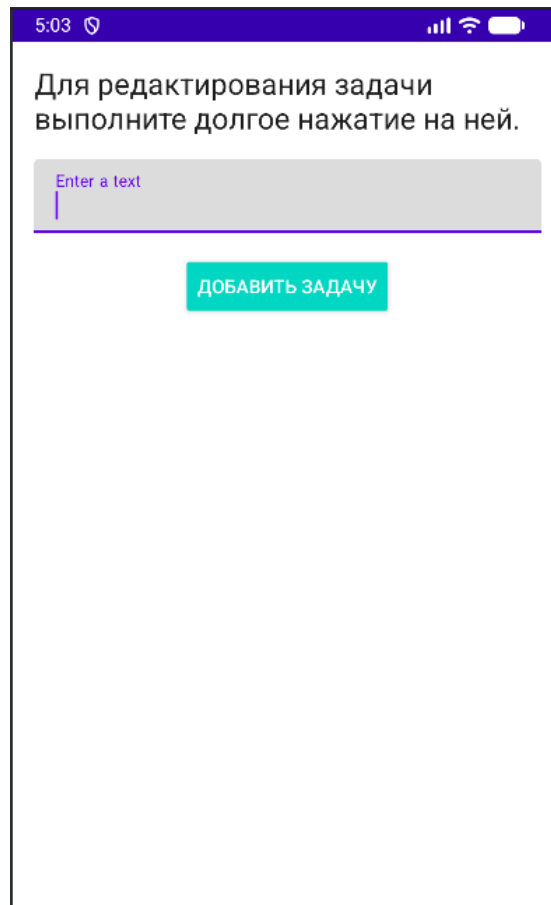 5:03
Для редактирования задачи
выполните долгое нажатие на ней.
Enter a text
ДОБАВИТЬ ЗАДАЧУ